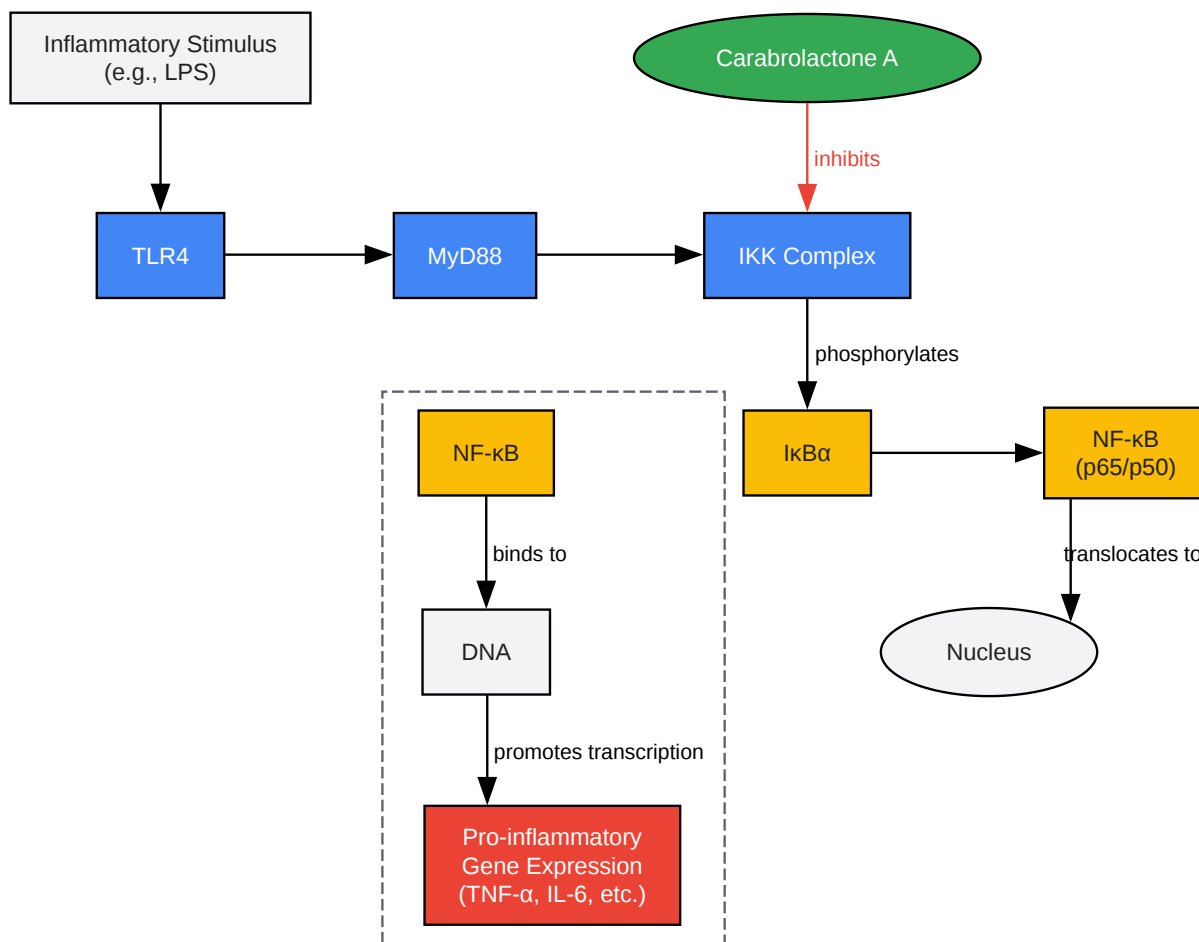 Inflammatory Stimulus
(e.g., LPS)
Carabrolactone A
inhibits
TLR4
MyD88
IKK Complex
phosphorylates
NF-κB
IκBα
NF-κB
(p65/p50)
binds to
translocates to
DNA
Nucleus
promotes transcription
Pro-inflammatory
Gene Expression
(TNF-α, IL-6, etc.)